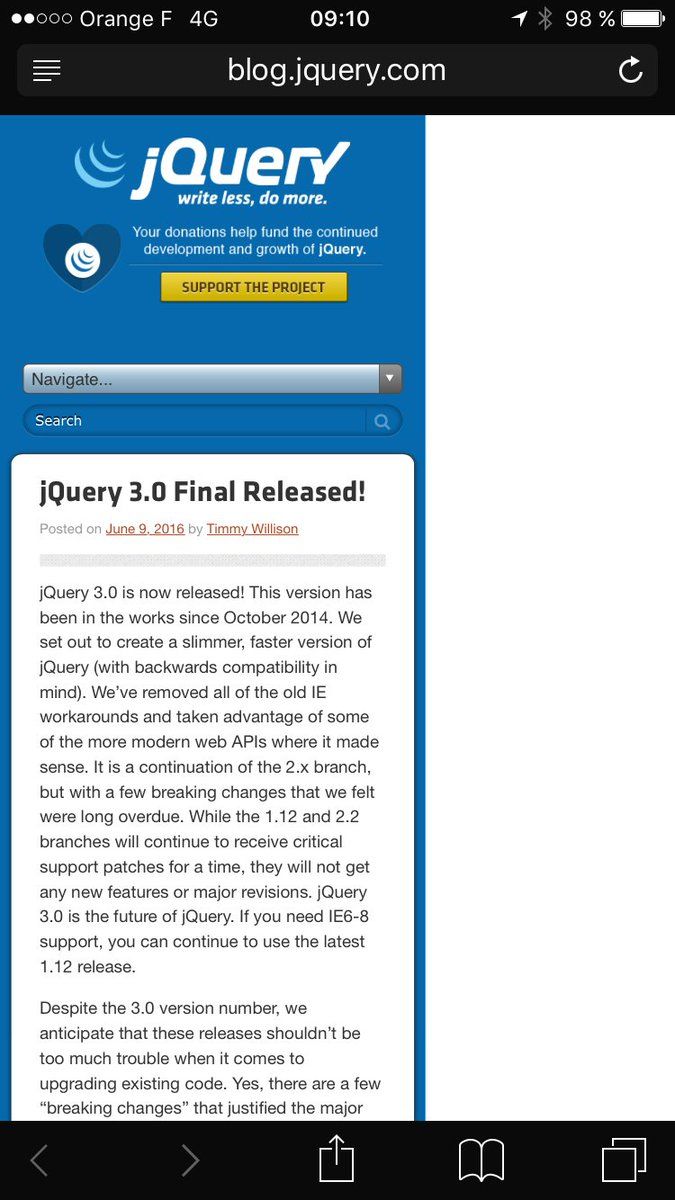 Orange F 4G 09:10 98 %
blog.jquery.com
jQuery
write less, do more.
Your donations help fund the continued
development and growth of jQuery.
SUPPORT THE PROJECT
Navigate...
Search
jQuery 3.0 Final Released!
Posted on June 9, 2016 by Timmy Willison
jQuery 3.0 is now released! This version has
been in the works since October 2014. We
set out to create a slimmer, faster version of
jQuery (with backwards compatibility in
mind). We’ve removed all of the old IE
workarounds and taken advantage of some
of the more modern web APIs where it made
sense. It is a continuation of the 2.x branch,
but with a few breaking changes that we felt
were long overdue. While the 1.12 and 2.2
branches will continue to receive critical
support patches for a time, they will not get
any new features or major revisions. jQuery
3.0 is the future of jQuery. If you need IE6-8
support, you can continue to use the latest
1.12 release.
Despite the 3.0 version number, we
anticipate that these releases shouldn’t be
too much trouble when it comes to
upgrading existing code. Yes, there are a few
“breaking changes” that justified the major